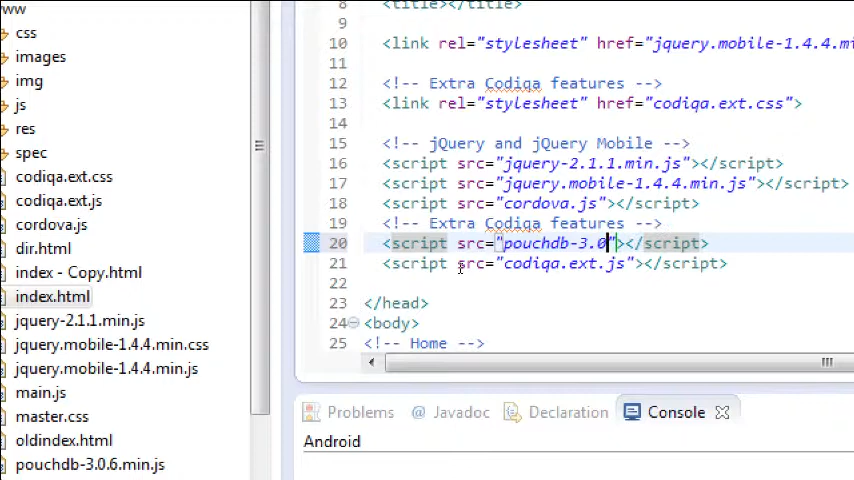 www
css
images
img
js
res
spec
codiqa.ext.css
codiqa.ext.js
cordova.js
dir.html
index - Copy.html
index.html
jquery-2.1.1.min.js
jquery.mobile-1.4.4.min.css
jquery.mobile-1.4.4.min.js
main.js
master.css
oldindex.html
pouchdb-3.0.6.min.js
8 <title></title>
9
10 <link rel="stylesheet" href="jquery.mobile-1.4.4.mi
11
12 <!-- Extra Codiqa features -->
13 <link rel="stylesheet" href="codiqa.ext.css">
14
15 <!-- jQuery and jQuery Mobile -->
16 <script src="jquery-2.1.1.min.js"></script>
17 <script src="jquery.mobile-1.4.4.min.js"></script>
18 <script src="cordova.js"></script>
19 <!-- Extra Codiqa features -->
20 <script src="pouchdb-3.0"></script>
21 <script src="codiqa.ext.js"></script>
22
23 </head>
24 <body>
25 <!-- Home -->
Problems @ Javadoc Declaration Console
Android